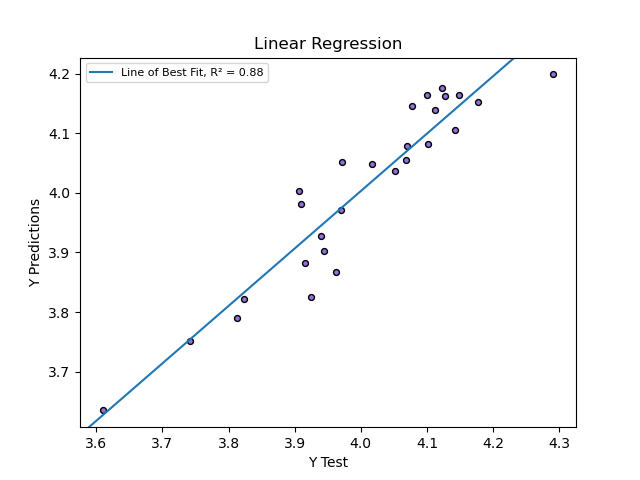 Linear Regression
Line of Best Fit, R² = 0.88
4.2
4.1
4.0
3.9
3.8
3.7
Y Predictions
3.6 3.7 3.8 3.9 4.0 4.1 4.2 4.3
Y Test